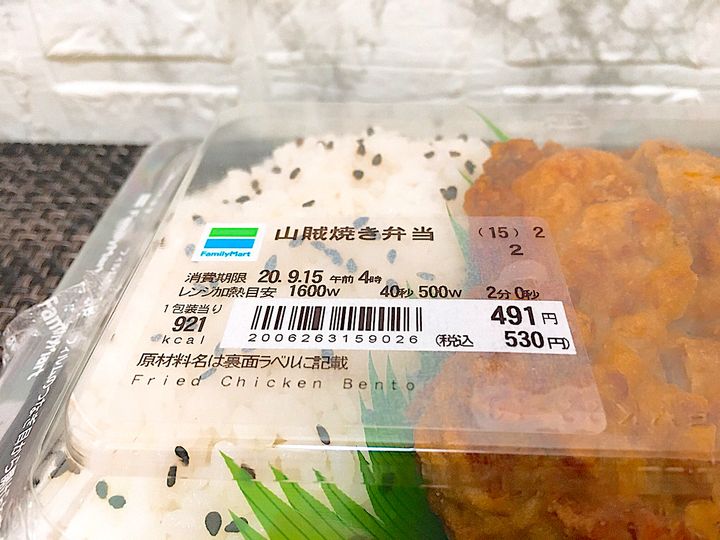 山賊焼き弁当
(15) 2
2
FamilyMart
消費期限 20. 9.15 午前 4時
レンジ加熱目安 1600w 40秒 500w 2分 0秒
1包装当り
921
kcal
2006263159026
491円
(税込 530円)
原材料名は裏面ラベルに記載
Fried Chicken Bento